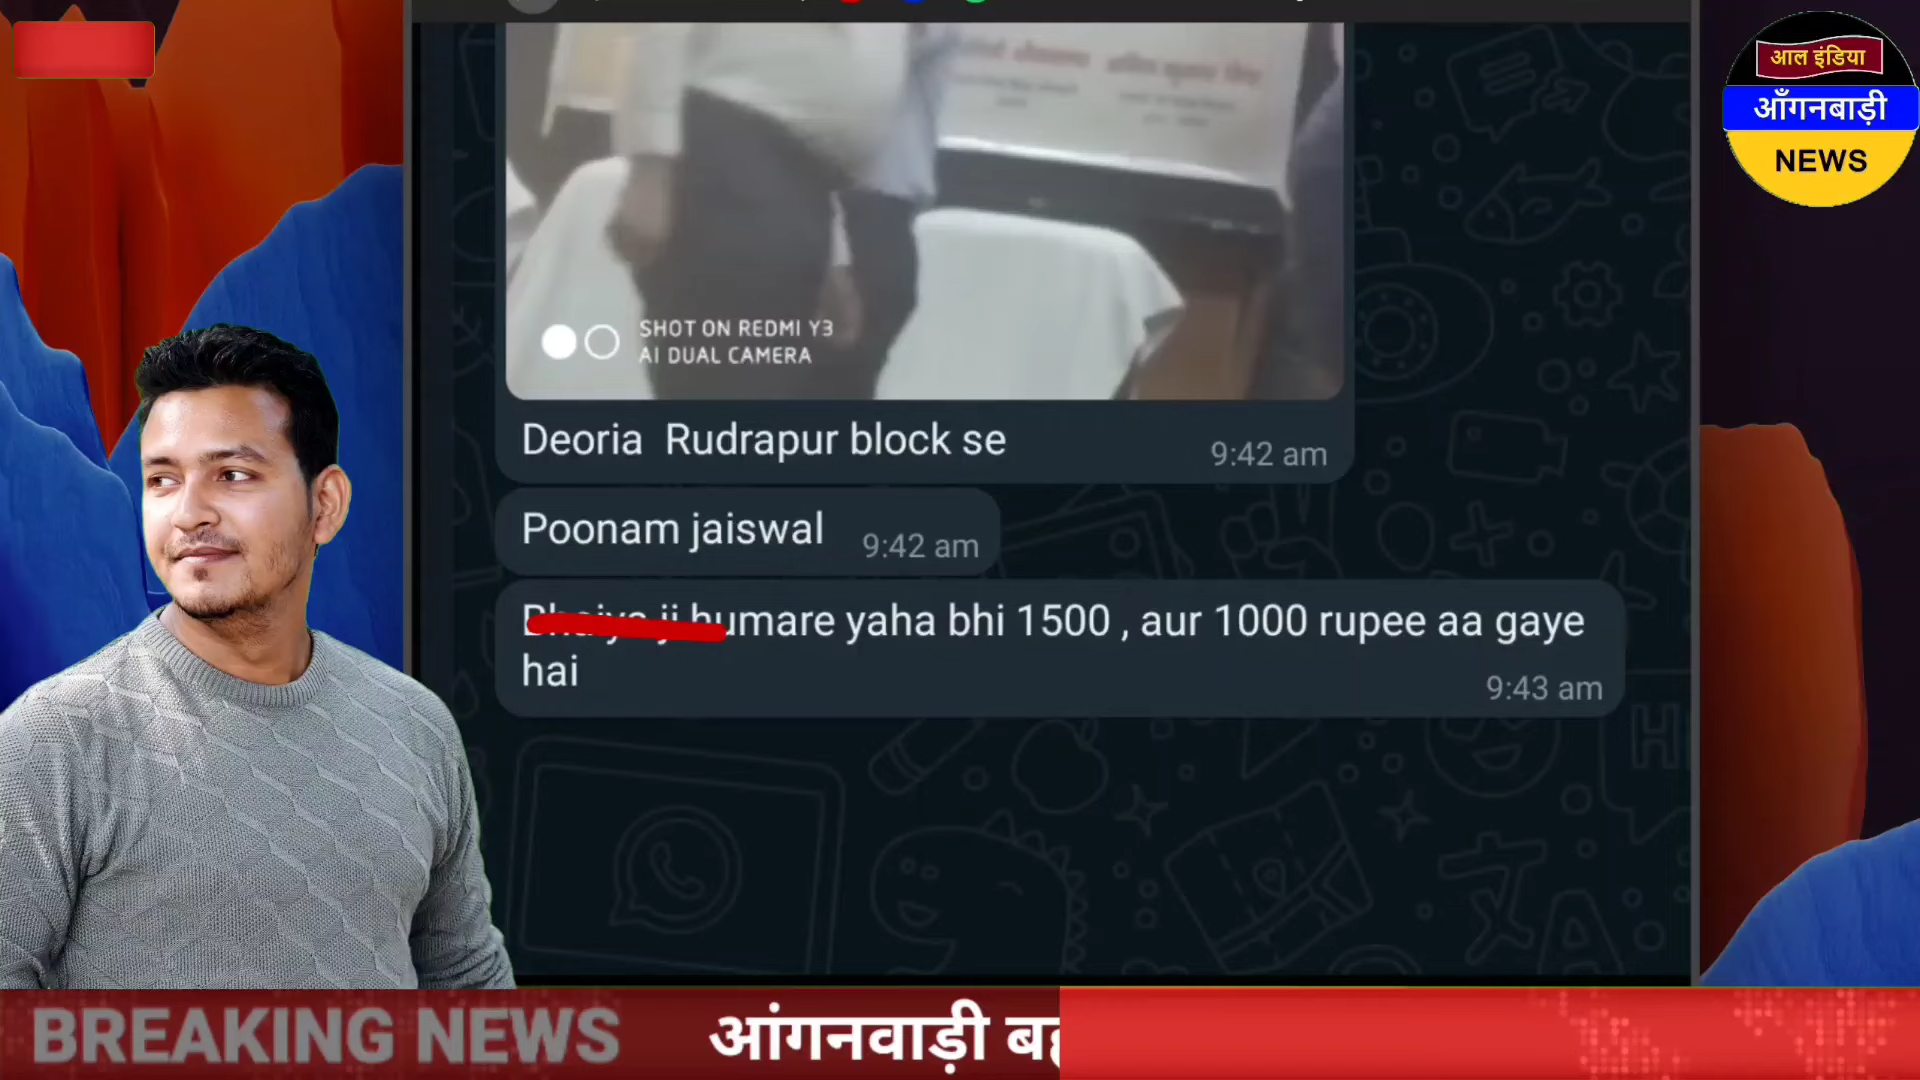 आल इंडिया
आँगनबाड़ी
NEWS
SHOT ON REDMI Y3
AI DUAL CAMERA
Deoria Rudrapur block se
9:42 am
Poonam jaiswal
9:42 am
humare yaha bhi 1500 , aur 1000 rupee aa gaye
hai
9:43 am
BREAKING NEWS
आंगनवाड़ी